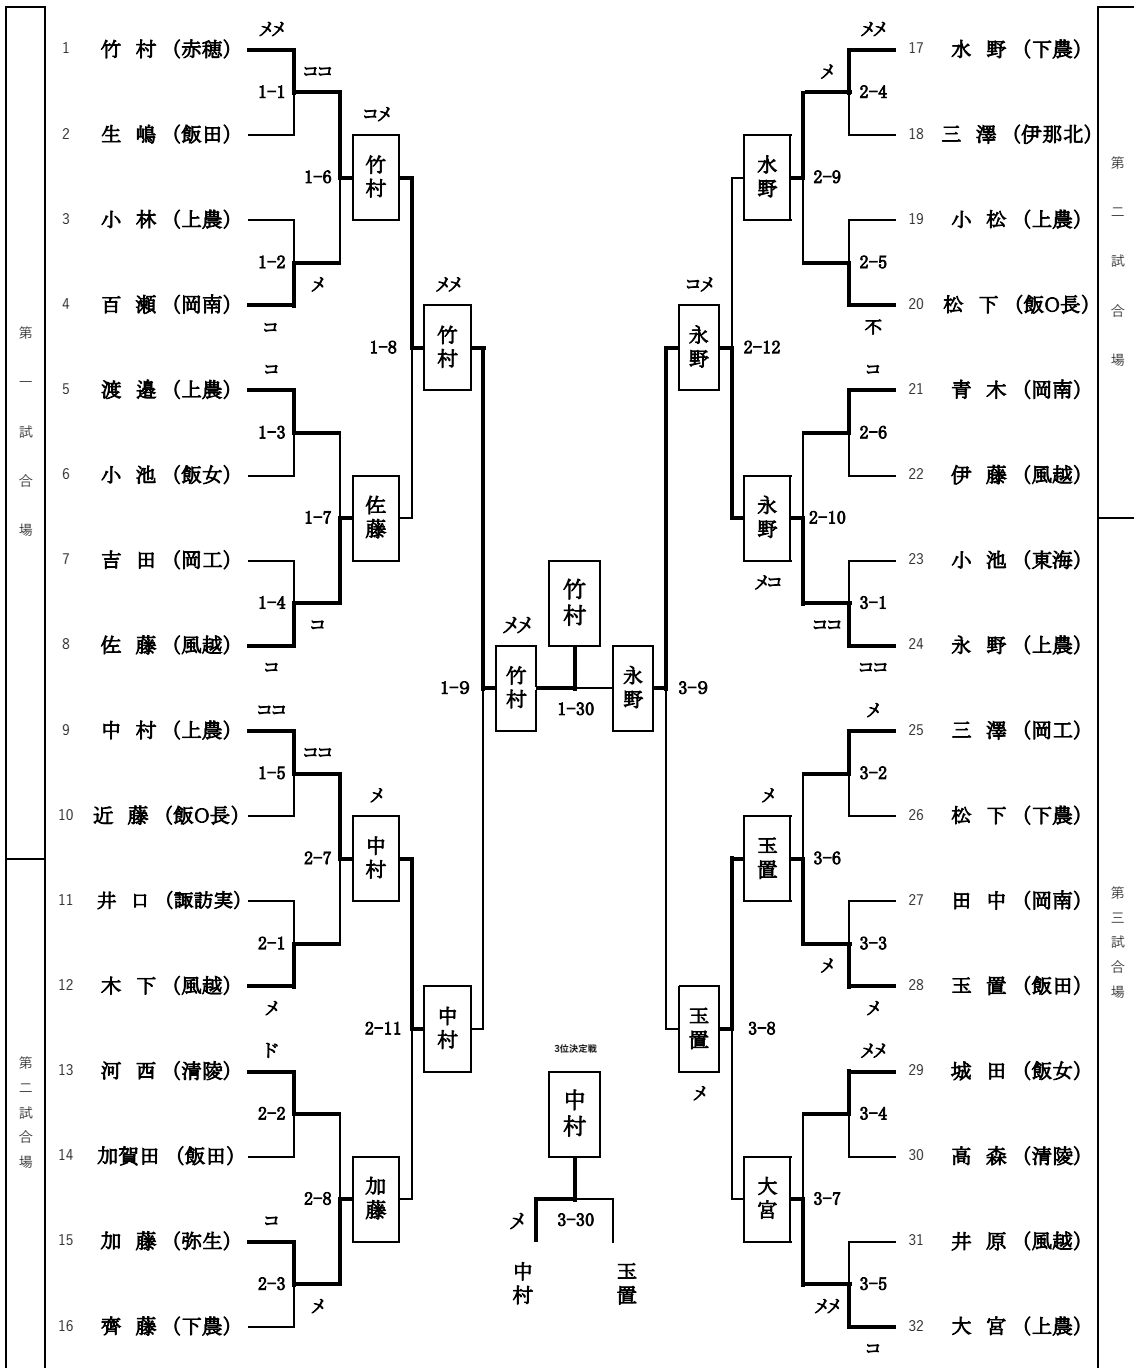 第一試合場
第二試合場
1 竹村（赤穂）
メメ
1-1
ココ
2 生嶋（飯田）
1-6
コメ
竹村
3 小林（上農）
1-2
メ
4 百瀬（岡南）
コ
1-8
メメ
竹村
5 渡邉（上農）
コ
1-3
6 小池（飯女）
1-7
佐藤
7 吉田（岡工）
1-4
コ
8 佐藤（風越）
コ
1-9
メメ
竹村
9 中村（上農）
ココ
1-5
ココ
10 近藤（飯O長）
2-7
メ
中村
11 井口（諏訪実）
2-1
12 木下（風越）
メ
2-11
中村
13 河西（清陵）
ド
2-2
14 加賀田（飯田）
2-8
加藤
15 加藤（弥生）
コ
2-3
メ
16 齊藤（下農）
竹村
1-30
永野
3位決定戦
中村
メ
3-30
中村
玉置
第二試合場
第三試合場
メメ
17 水野（下農）
メ
2-4
18 三澤（伊那北）
水野
2-9
19 小松（上農）
2-5
20 松下（飯O長）
不
コメ
永野
2-12
コ
21 青木（岡南）
2-6
22 伊藤（風越）
永野
2-10
メコ
23 小池（東海）
3-1
ココ
24 永野（上農）
ココ
3-9
メ
25 三澤（岡工）
3-2
26 松下（下農）
メ
玉置
3-6
27 田中（岡南）
3-3
メ
28 玉置（飯田）
メ
玉置
3-8
メ
メメ
29 城田（飯女）
3-4
30 高森（清陵）
大宮
3-7
31 井原（風越）
3-5
メメ
32 大宮（上農）
コ